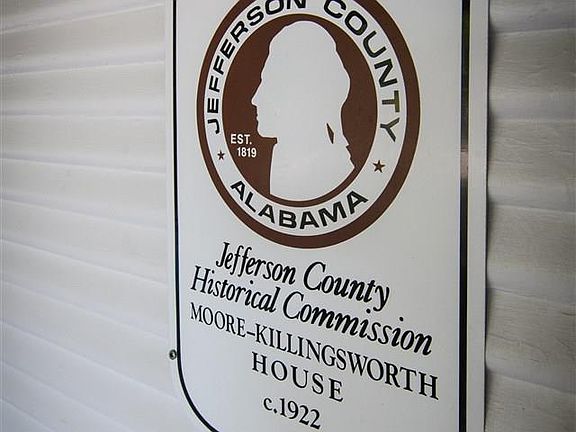 JEFFERSON COUNTY
EST.
1819
ALABAMA
Jefferson County
Historical Commission
MOORE–KILLINGSWORTH
HOUSE
c.1922